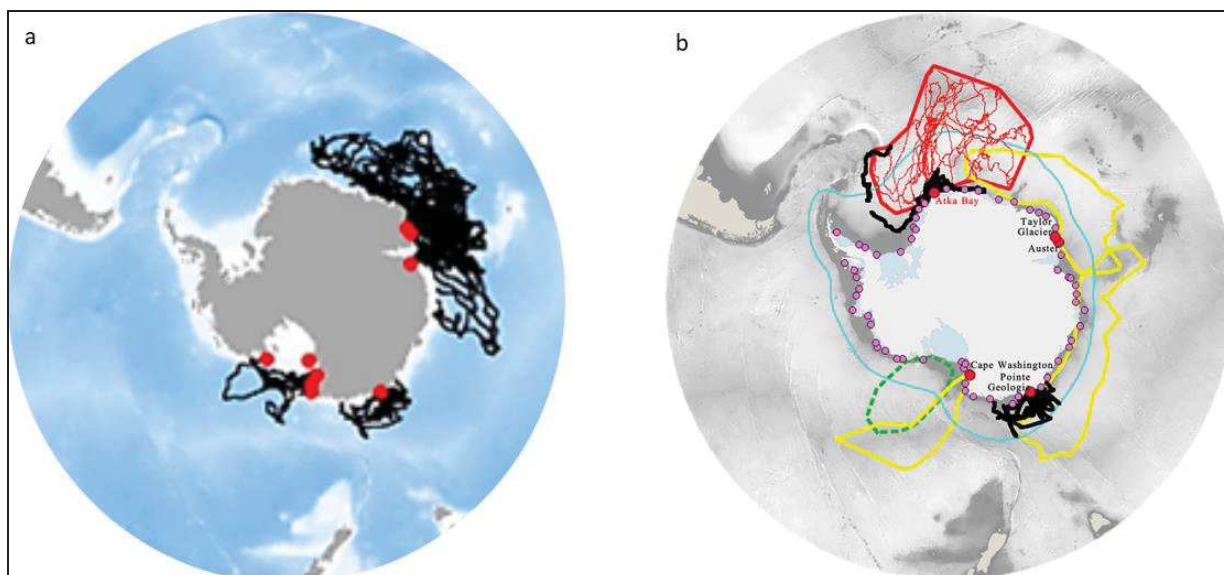 a
b
Atka Bay
Taylor
Glacier
Auster
Cape Washington
Pointe
Geologie